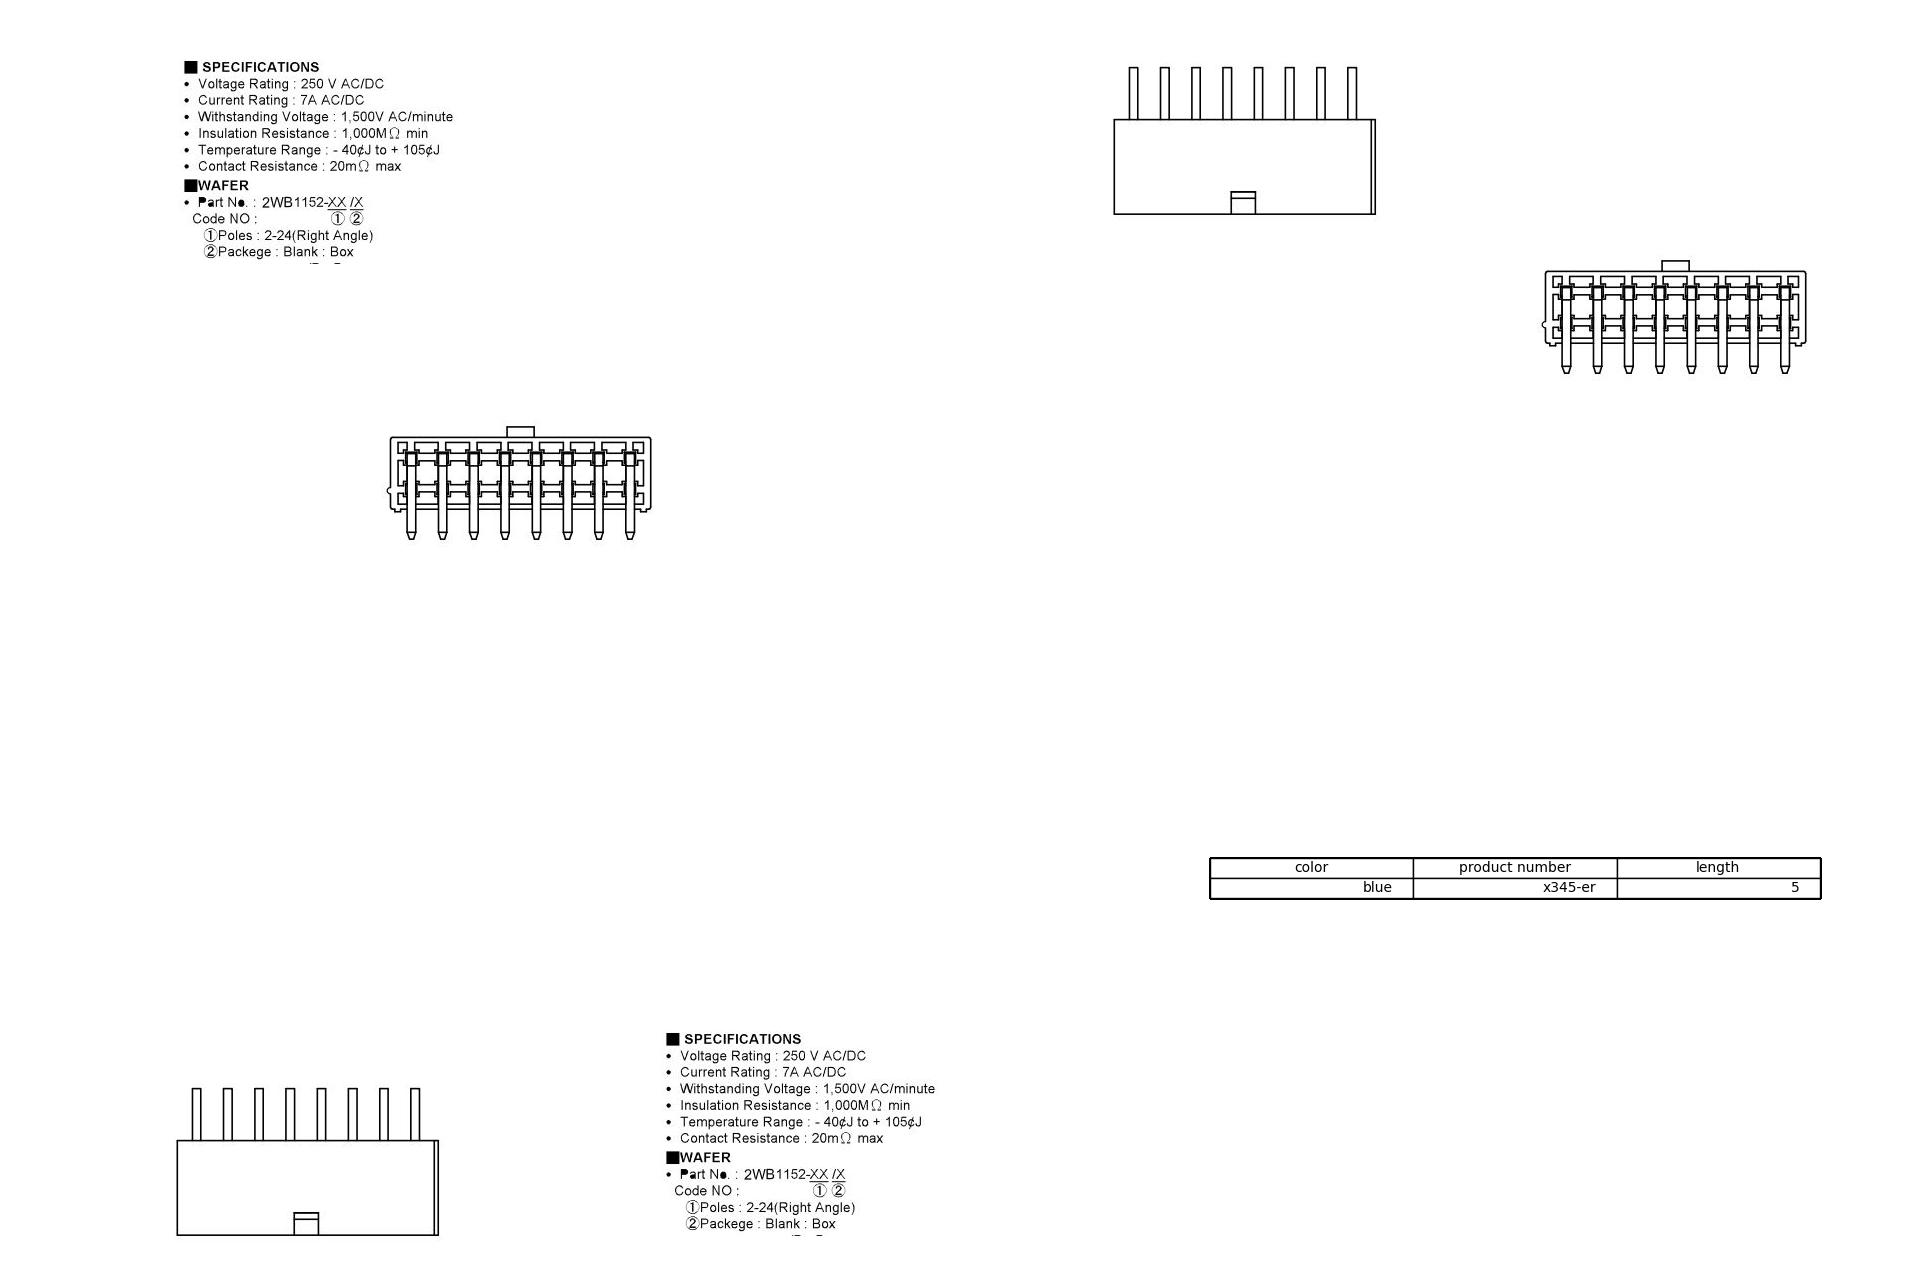 ■ SPECIFICATIONS
• Voltage Rating : 250 V AC/DC
• Current Rating : 7A AC/DC
• Withstanding Voltage : 1,500V AC/minute
• Insulation Resistance : 1,000MΩ min
• Temperature Range : - 40¢J to + 105¢J
• Contact Resistance : 20mΩ max
■WAFER
• Part No. : 2WB1152-XX /X
Code NO : ① ②
①Poles : 2-24(Right Angle)
②Packege : Blank : Box
color product number length
blue x345-er 5
■ SPECIFICATIONS
• Voltage Rating : 250 V AC/DC
• Current Rating : 7A AC/DC
• Withstanding Voltage : 1,500V AC/minute
• Insulation Resistance : 1,000MΩ min
• Temperature Range : - 40¢J to + 105¢J
• Contact Resistance : 20mΩ max
■WAFER
• Part No. : 2WB1152-XX /X
Code NO : ① ②
①Poles : 2-24(Right Angle)
②Packege : Blank : Box